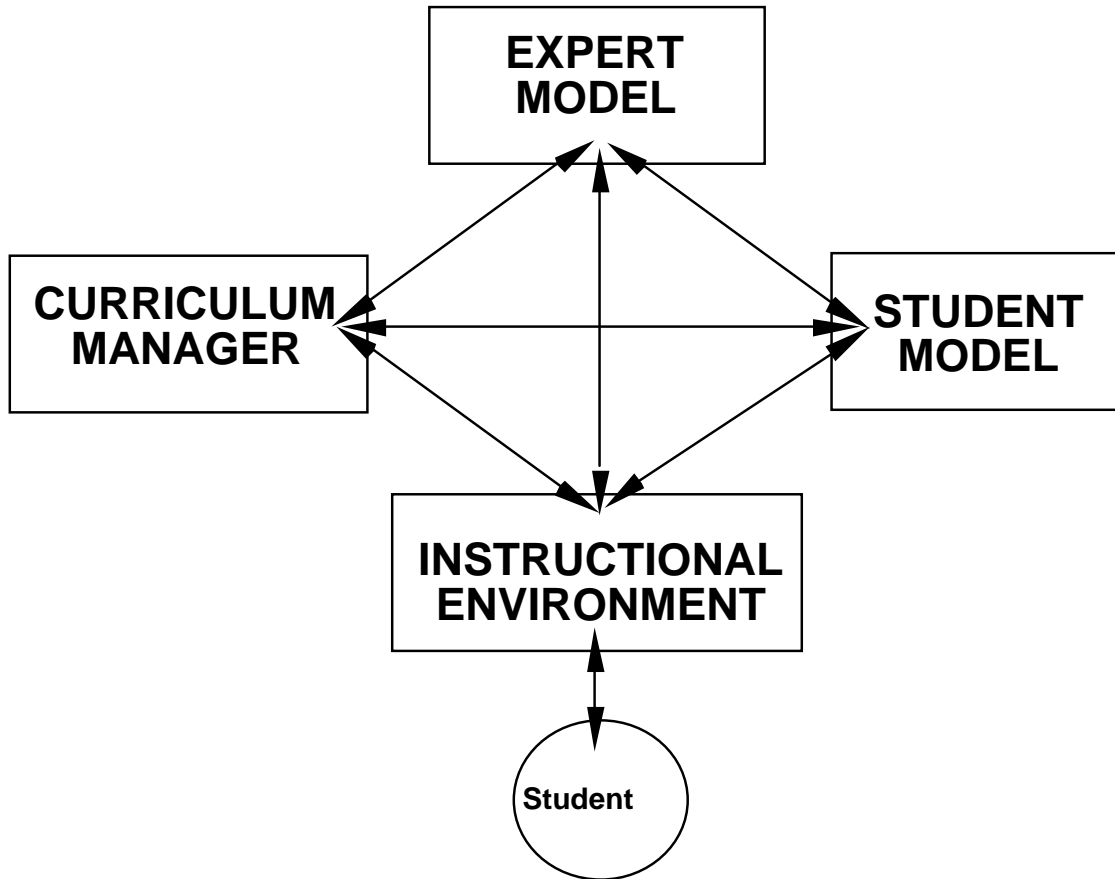 EXPERT
MODEL
CURRICULUM
MANAGER
STUDENT
MODEL
INSTRUCTIONAL
ENVIRONMENT
Student